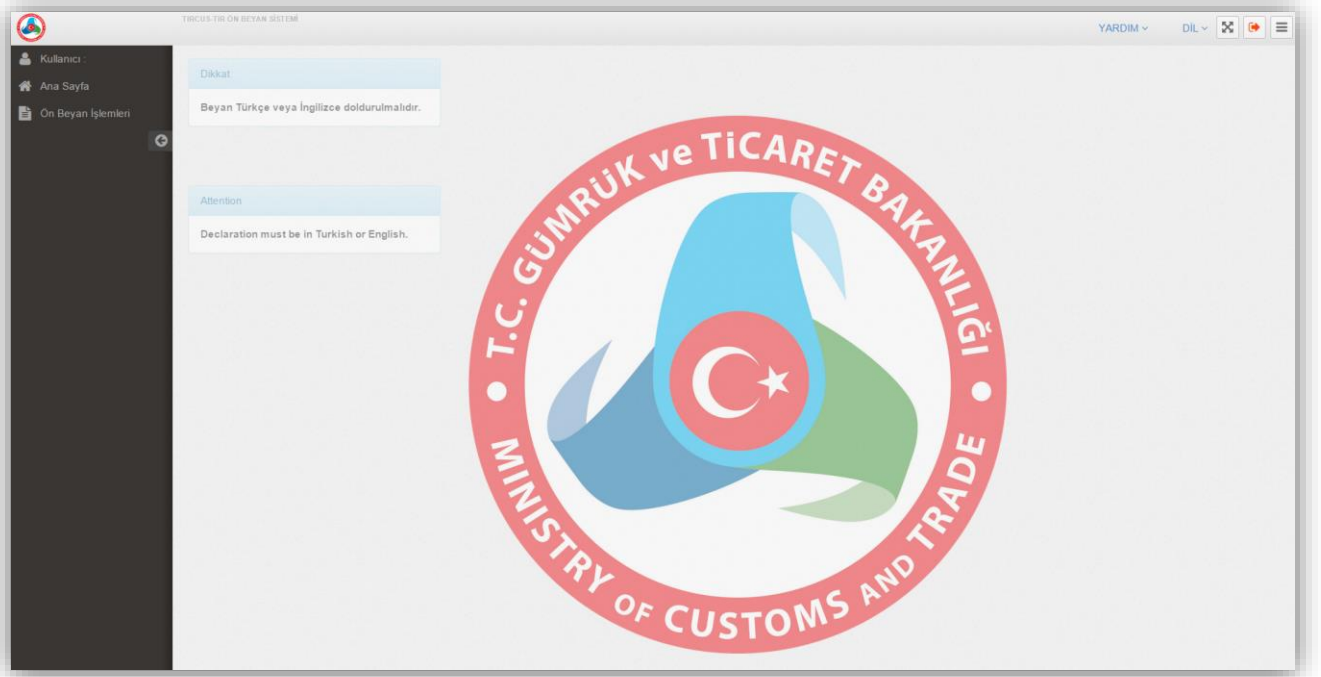 TIRCUS-TIR ÖN BEYAN SİSTEMİ
YARDIM
DİL
Kullanıcı :
Ana Sayfa
Ön Beyan İşlemleri
Dikkat
Beyan Türkçe veya İngilizce doldurulmalıdır.
Attention
Declaration must be in Turkish or English.
T.C. GÜMRÜK ve TİCARET BAKANLIĞI
MINISTRY OF CUSTOMS AND TRADE